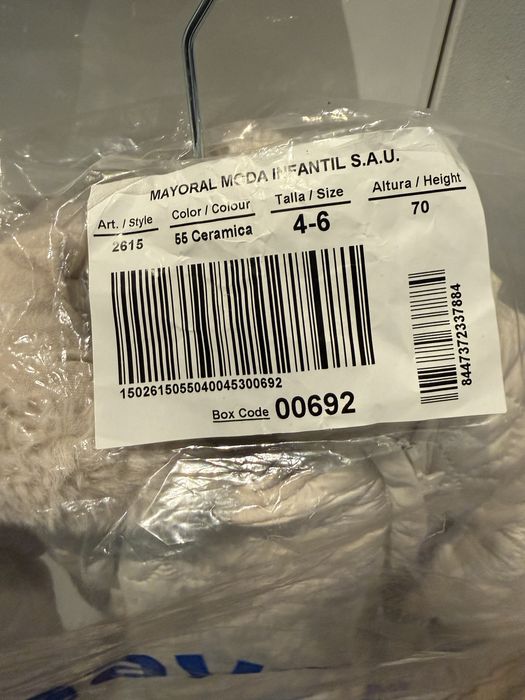 MAYORAL MODA INFANTIL S.A.U.
Art. / Style Color / Colour Talla / Size Altura / Height
2615 55 Ceramica 4-6 70
1502615055040045300692
8447372337884
Box Code 00692